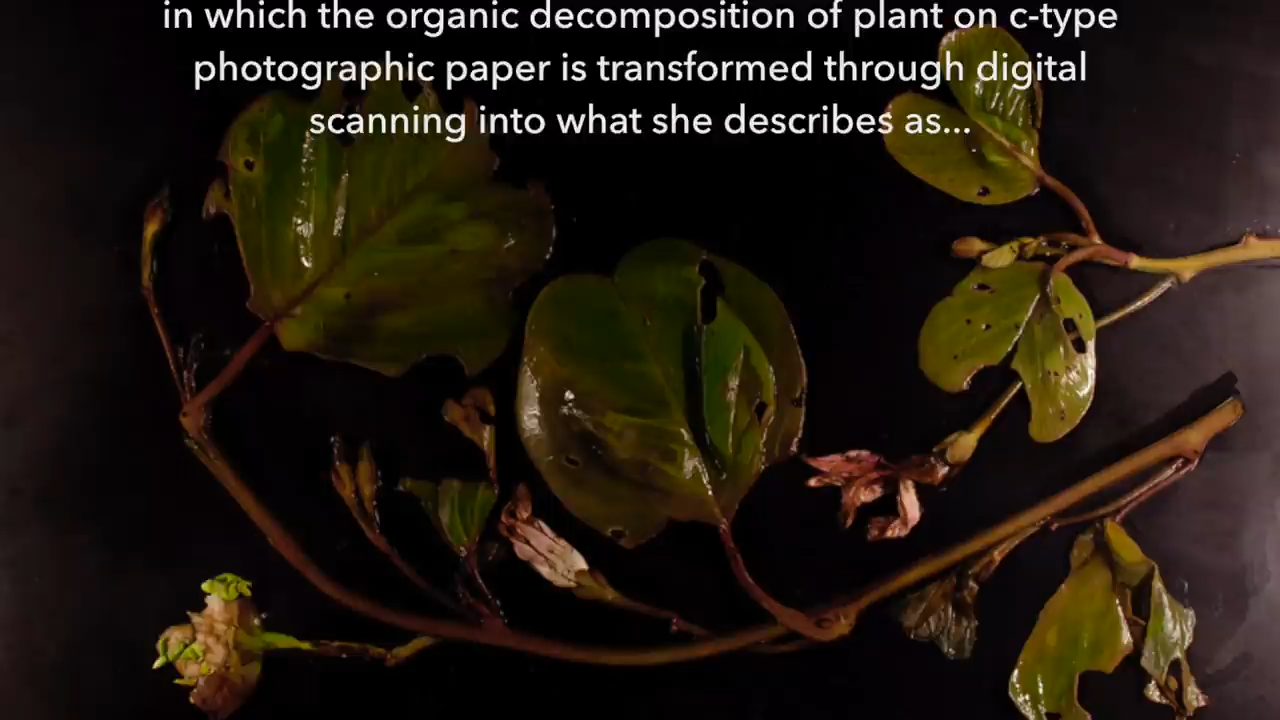 in which the organic decomposition of plant on c-type
photographic paper is transformed through digital
scanning into what she describes as...